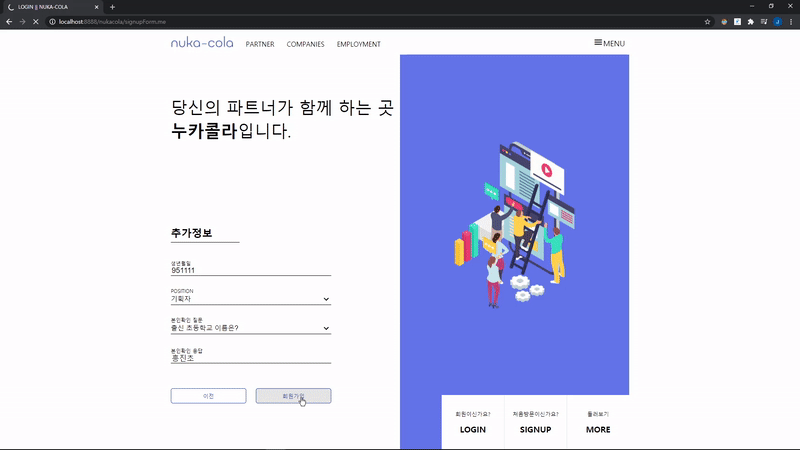 LOGIN || NUKA-COLA
localhost:8888/nukacola/signupForm.me
nuka-cola PARTNER COMPANIES EMPLOYMENT MENU
당신의 파트너가 함께 하는 곳
누카콜라입니다.
추가정보
생년월일
951111
POSITION
기획자
본인확인 질문
출신 초등학교 이름은?
본인확인 응답
홍진초
이전 회원가입
회원이신가요? 처음방문이신가요? 둘러보기
LOGIN SIGNUP MORE